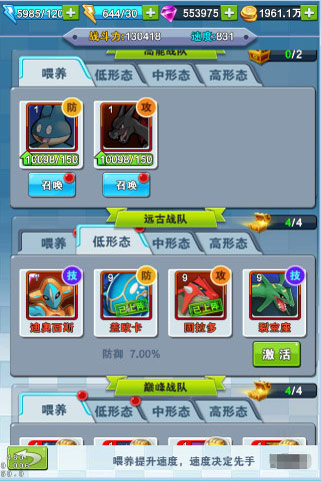 5985/120 644/30 553975 1961.1万
战斗力:130418 速度:831
高能战队 0/2
喂养 低形态 中形态 高形态
1 防 1 攻
10098/150 10098/150
召唤 召唤
远古战队 4/4
喂养 低形态 中形态 高形态
技 9 防 9 攻 9 技
已上阵 已上阵
迪奥西斯 盖欧卡 固拉多 裂空座
防御 7.00%
激活
巅峰战队 4/4
喂养 低形态 中形态 高形态
喂养提升速度，速度决定先手